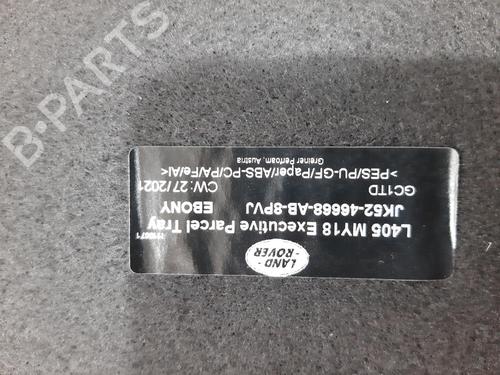 B-PARTS
LAND
-ROVER-
L405 MY18 Executive Parcel Tray
JK52-46668-AB-8PVJ EBONY
GC1TD CW: 27/2021
>PES/PU-GF/Paper/ABS-PC/PA/Fe/Al<
Greiner Perfoam, Austria